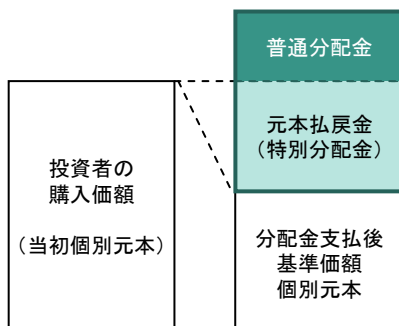 普通分配金
元本払戻金
（特別分配金）
投資者の
購入価額
（当初個別元本）
分配金支払後
基準価額
個別元本